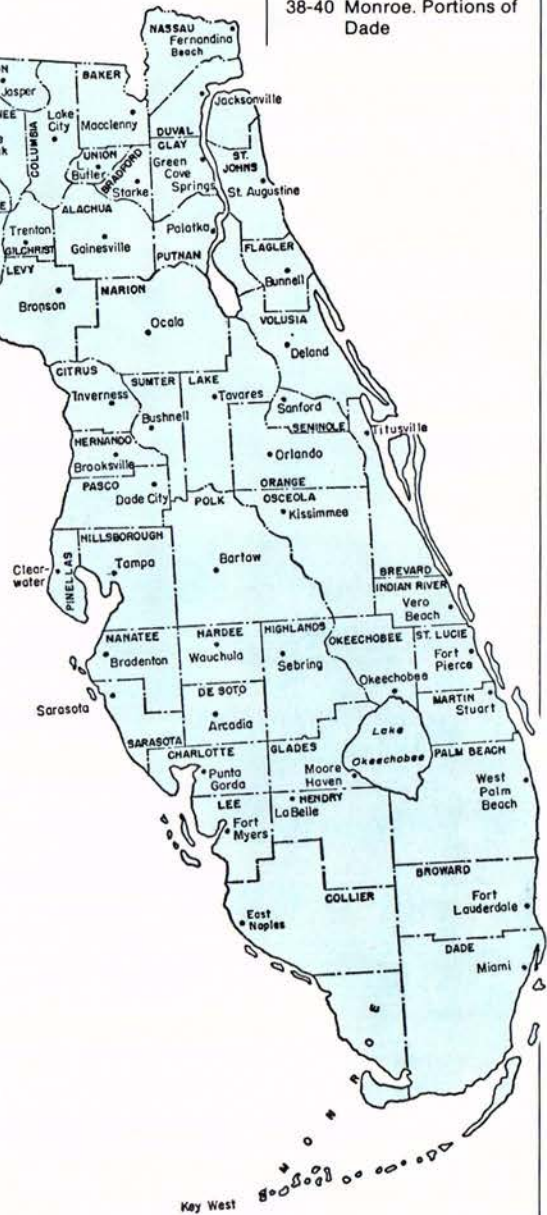 38-40 Monroe. Portions of
Dade
NASSAU
Fernandina
Beach
BAKER
Jasper
Jacksonville
Lake
City
Macclenny
COLUMBIA
DUVAL
CLAY
UNION
L.
Butler
BRADFORD
Starke
Green
Cove
Springs
ST.
JOHNS
St. Augustine
ALACHUA
Trenton
GILCHRIST
Gainesville
Palatka
PUTNAN
FLAGLER
Bunnell
LEVY
Bronson
MARION
Ocala
VOLUSIA
Deland
CITRUS
Inverness
SUMTER
Bushnell
LAKE
Tavares
Sanford
SEMINOLE
Titusville
HERNANDO
Brooksville
Orlando
PASCO
Dade City
ORANGE
OSCEOLA
Kissimmee
POLK
HILLSBOROUGH
Tampa
Clear-
water
PINELLAS
Bartow
BREVARD
INDIAN RIVER
Vero
Beach
NANATEE
Bradenton
HARDEE
Wauchula
HIGHLANDS
Sebring
OKEECHOBEE
Okeechobee
ST. LUCIE
Fort
Pierce
DE SOTO
Arcadia
MARTIN
Stuart
Sarasota
SARASOTA
Lake
Okeechobee
CHARLOTTE
Punta
Gorda
GLADES
Moore
Haven
PALM BEACH
West
Palm
Beach
LEE
Fort
Myers
HENDRY
LaBelle
BROWARD
Fort
Lauderdale
COLLIER
East
Naples
DADE
Miami
MONROE
Key West